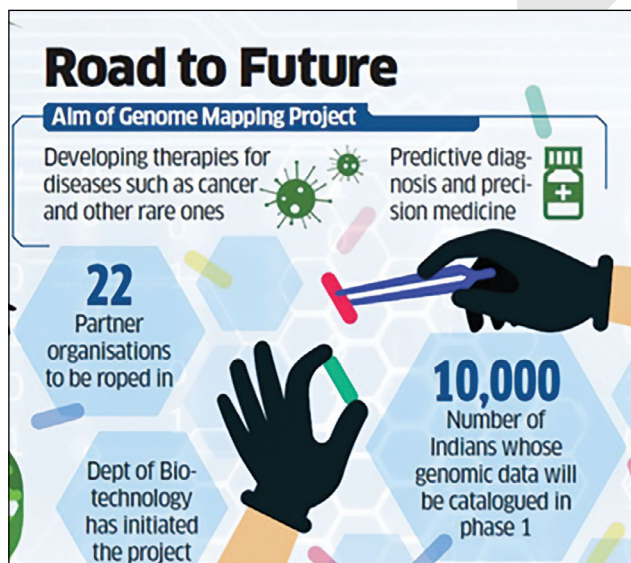 Road to Future
Aim of Genome Mapping Project
Developing therapies for
diseases such as cancer
and other rare ones
Predictive diag-
nosis and preci-
sion medicine
22
Partner
organisations
to be roped in
10,000
Number of
Indians whose
genomic data will
be catalogued in
phase 1
Dept of Bio-
technology
has initiated
the project